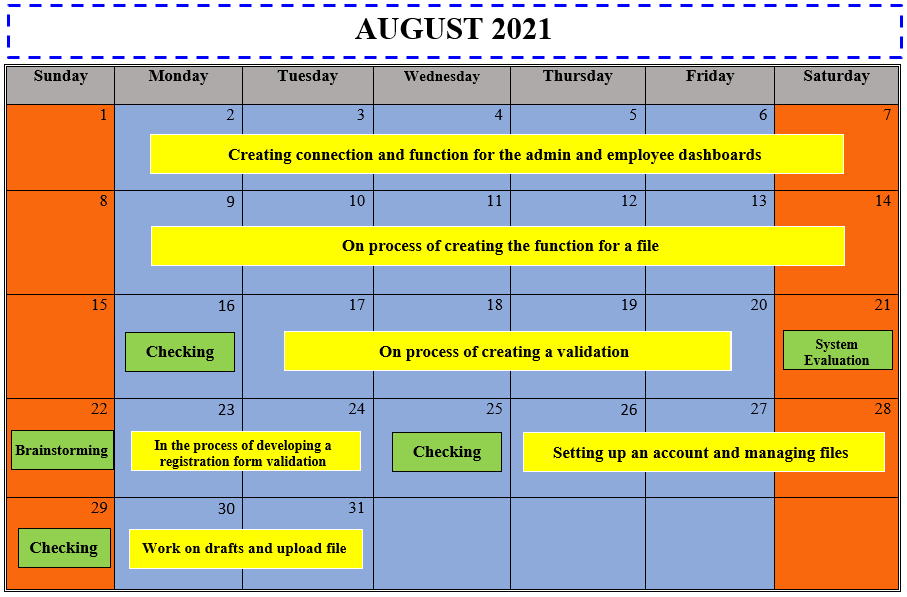 AUGUST 2021
Sunday Monday Tuesday Wednesday Thursday Friday Saturday
1 2 3 4 5 6 7
Creating connection and function for the admin and employee dashboards
8 9 10 11 12 13 14
On process of creating the function for a file
15 16 17 18 19 20 21
Checking
On process of creating a validation
System
Evaluation
22 23 24 25 26 27 28
Brainstorming
In the process of developing a
registration form validation
Checking
Setting up an account and managing files
29 30 31
Checking
Work on drafts and upload file